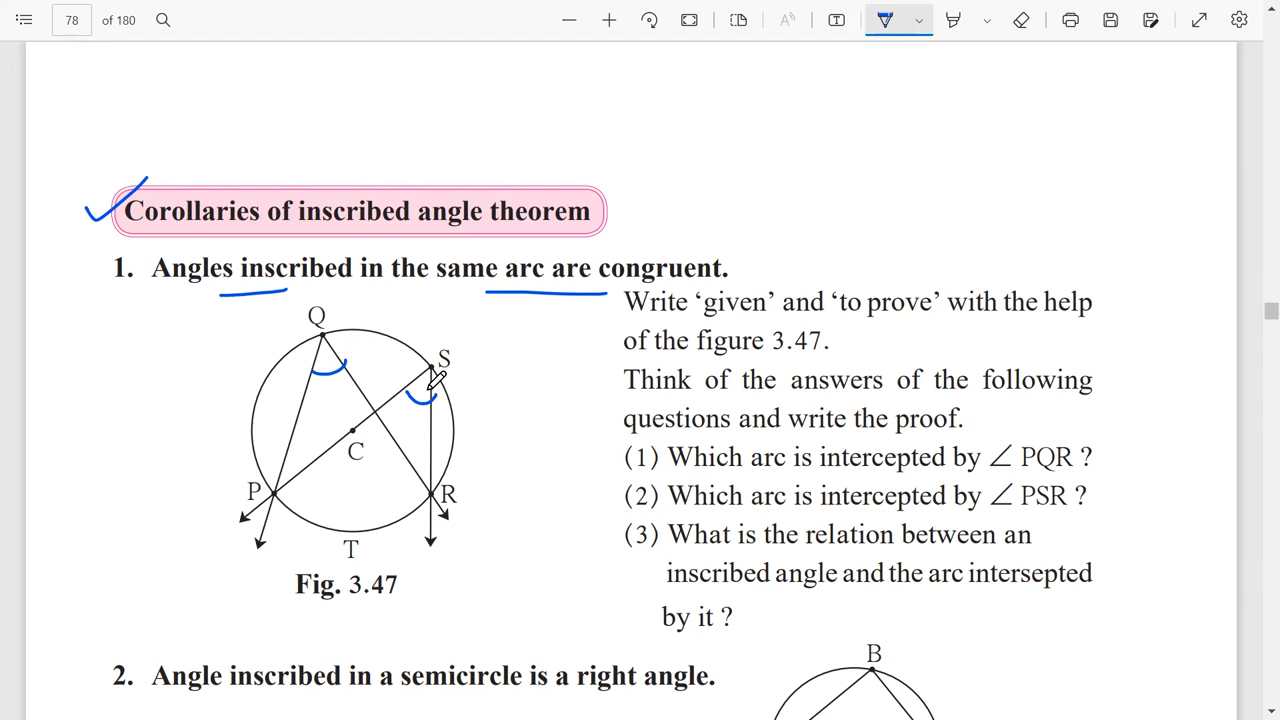 78 of 180
Corollaries of inscribed angle theorem
1. Angles inscribed in the same arc are congruent.
Write ‘given’ and ‘to prove’ with the help
of the figure 3.47.
Think of the answers of the following
questions and write the proof.
(1) Which arc is intercepted by ∠ PQR ?
(2) Which arc is intercepted by ∠ PSR ?
(3) What is the relation between an
inscribed angle and the arc intersepted
by it ?
Q
S
C
P
R
T
Fig. 3.47
B
2. Angle inscribed in a semicircle is a right angle.